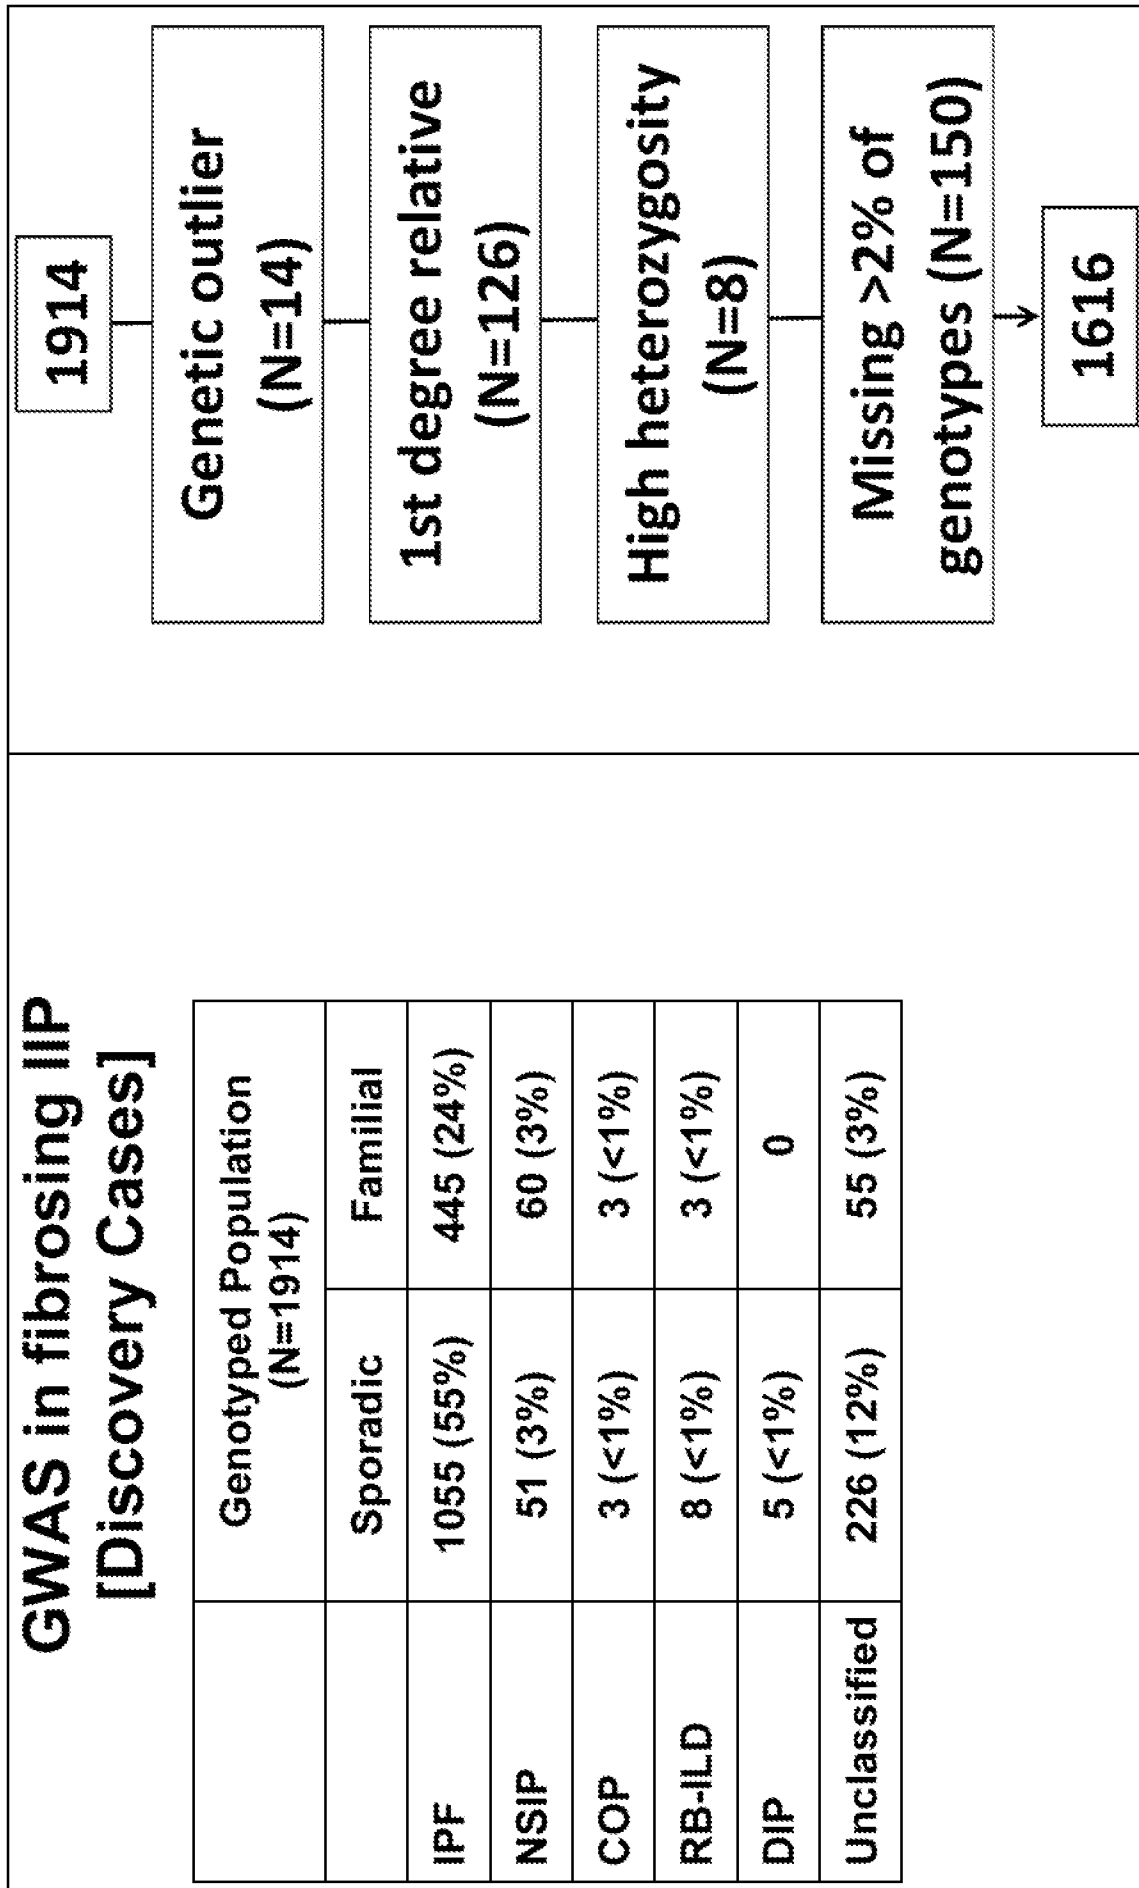 GWAS in fibrosing IIP
[Discovery Cases]
Genotyped Population
(N=1914)
Sporadic Familial
IPF 1055 (55%) 445 (24%)
NSIP 51 (3%) 60 (3%)
COP 3 (<1%) 3 (<1%)
RB-ILD 8 (<1%) 3 (<1%)
DIP 5 (<1%) 0
Unclassified 226 (12%) 55 (3%)
1914
Genetic outlier
(N=14)
1st degree relative
(N=126)
High heterozygosity
(N=8)
Missing >2% of
genotypes (N=150)
1616